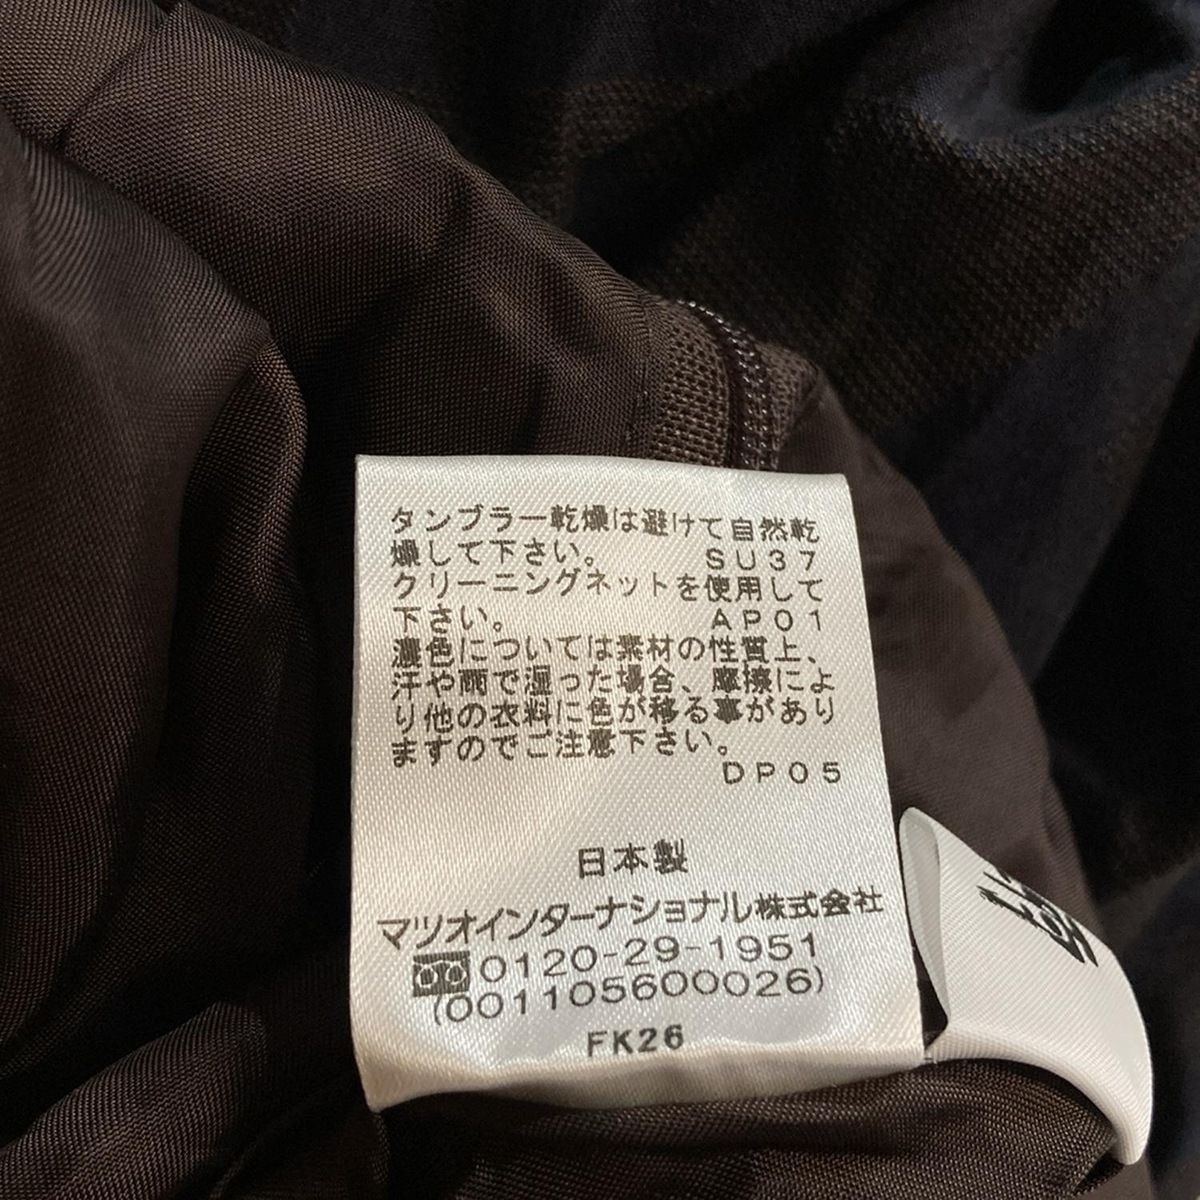 タンブラー乾燥は避けて自然乾
燥して下さい。 SU37
クリーニングネットを使用して
下さい。 AP01
濃色については素材の性質上、
汗や雨で湿った場合、摩擦によ
り他の衣料に色が移る事があり
ますのでご注意下さい。
DP05
日本製
マツオインターナショナル株式会社
0120-29-1951
(001105600026)
FK26